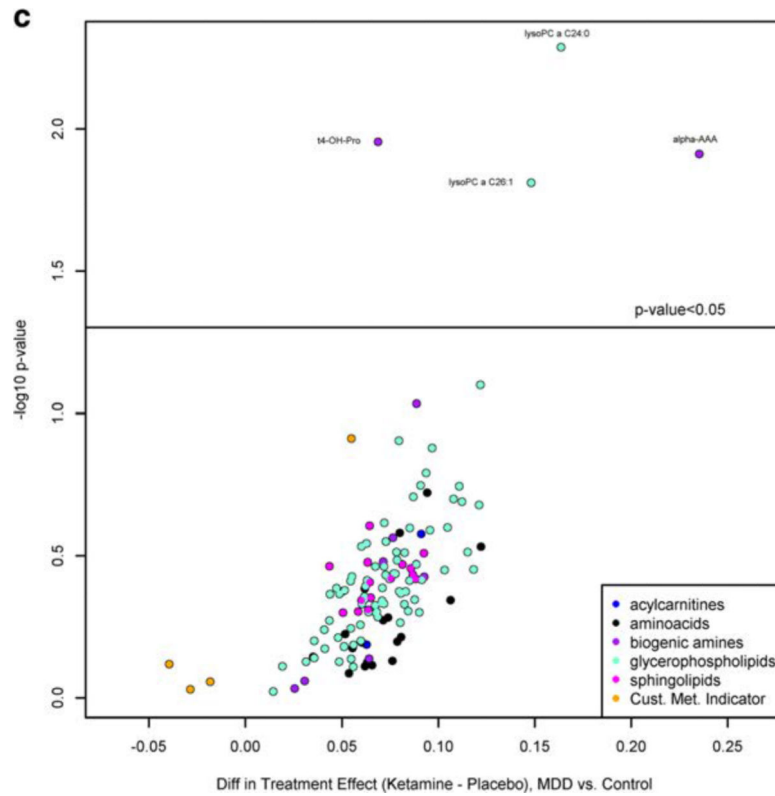 c
lysoPC a C24:0
t4-OH-Pro
alpha-AAA
lysoPC a C26:1
p-value<0.05
-log10 p-value
2.0
1.5
1.0
0.5
0.0
acylcarnitines
aminoacids
biogenic amines
glycerophospholipids
sphingolipids
Cust. Met. Indicator
-0.05 0.00 0.05 0.10 0.15 0.20 0.25
Diff in Treatment Effect (Ketamine - Placebo), MDD vs. Control